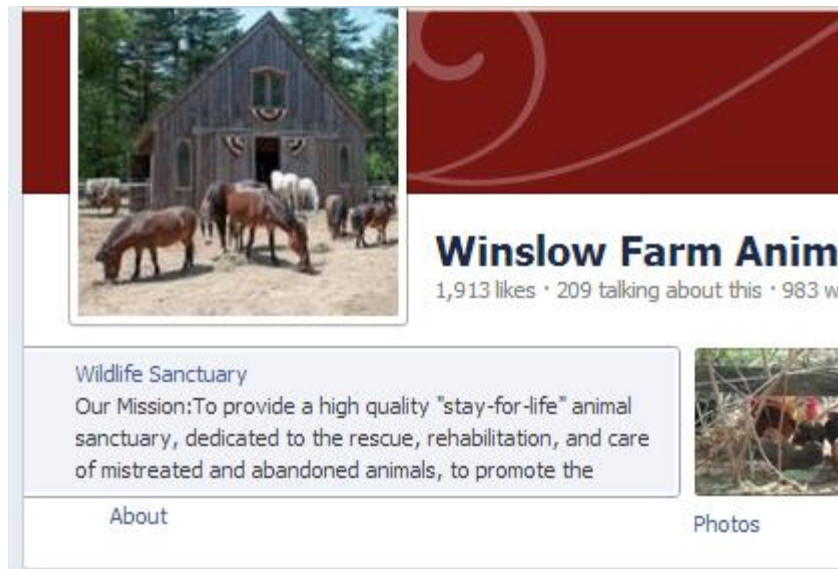 Winslow Farm Anim
1,913 likes · 209 talking about this · 983 w
Wildlife Sanctuary
Our Mission:To provide a high quality "stay-for-life" animal
sanctuary, dedicated to the rescue, rehabilitation, and care
of mistreated and abandoned animals, to promote the
About
Photos